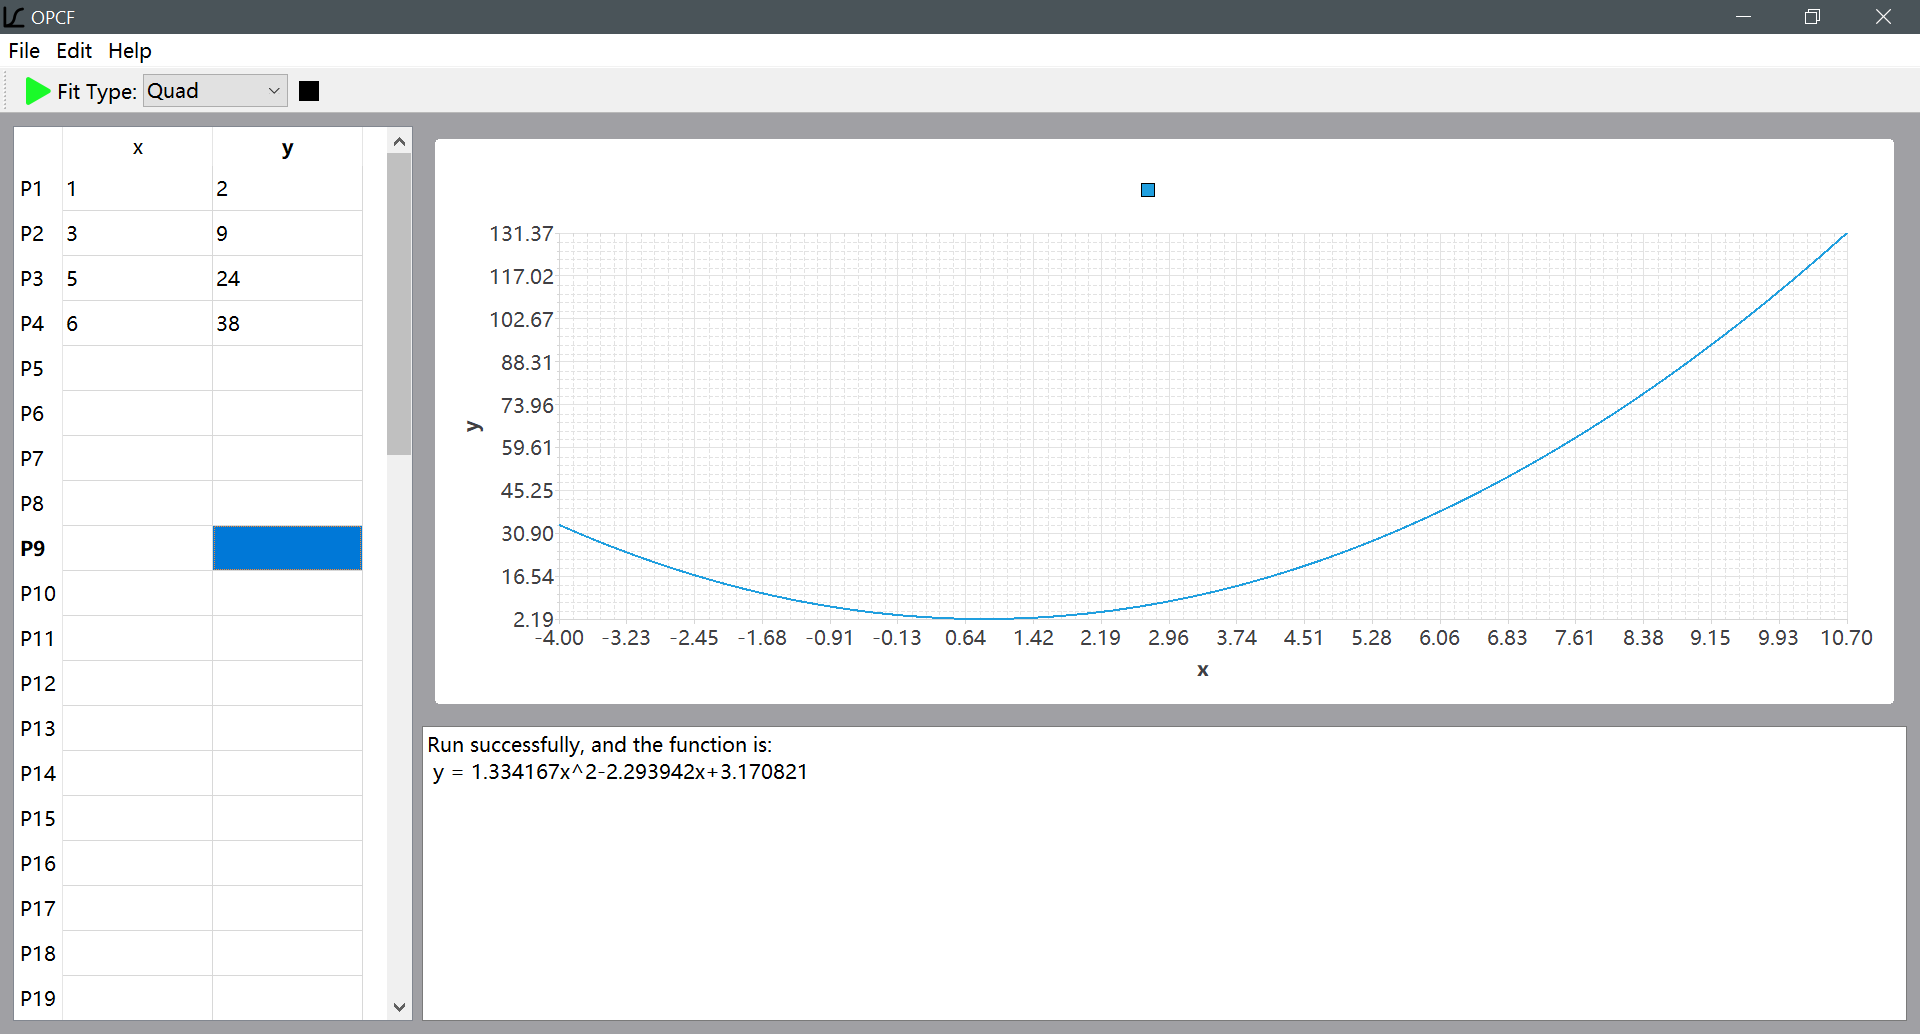 OPCF
File Edit Help
Fit Type: Quad
x y
P1 1 2
P2 3 9
P3 5 24
P4 6 38
P5
P6
P7
P8
P9
P10
P11
P12
P13
P14
P15
P16
P17
P18
P19
131.37
117.02
102.67
88.31
73.96
59.61
45.25
30.90
16.54
2.19
y
-4.00 -3.23 -2.45 -1.68 -0.91 -0.13 0.64 1.42 2.19 2.96 3.74 4.51 5.28 6.06 6.83 7.61 8.38 9.15 9.93 10.70
x
Run successfully, and the function is:
y = 1.334167x^2-2.293942x+3.170821